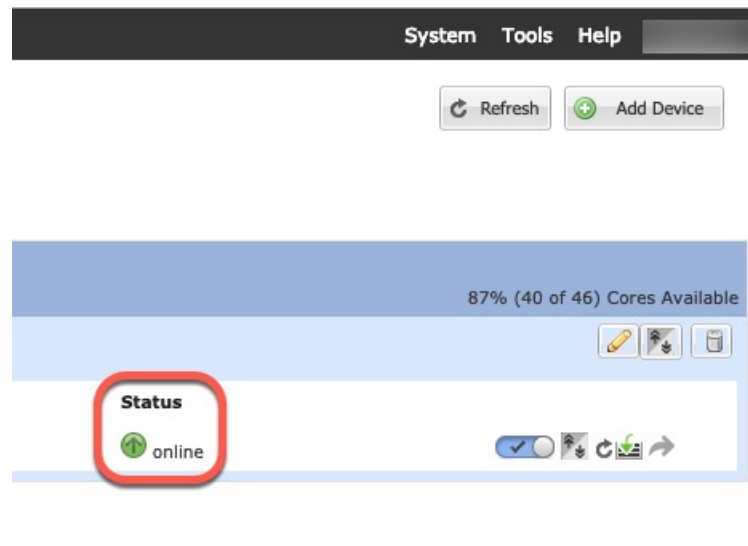 System Tools Help
Refresh Add Device
87% (40 of 46) Cores Available
Status
online